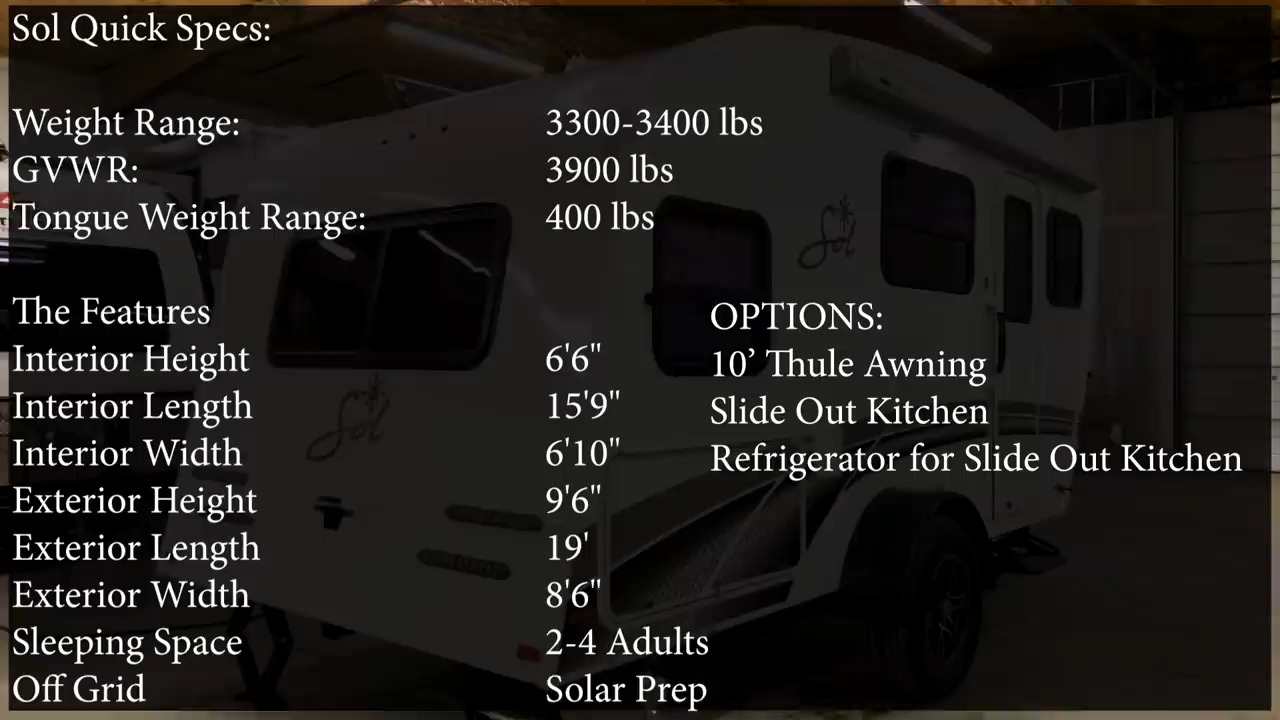 Sol Quick Specs:
Weight Range: 3300-3400 lbs
GVWR: 3900 lbs
Tongue Weight Range: 400 lbs
The Features
Interior Height 6'6"
Interior Length 15'9"
Interior Width 6'10"
Exterior Height 9'6"
Exterior Length 19'
Exterior Width 8'6"
Sleeping Space 2-4 Adults
Off Grid Solar Prep
OPTIONS:
10’ Thule Awning
Slide Out Kitchen
Refrigerator for Slide Out Kitchen
Sol
Sol